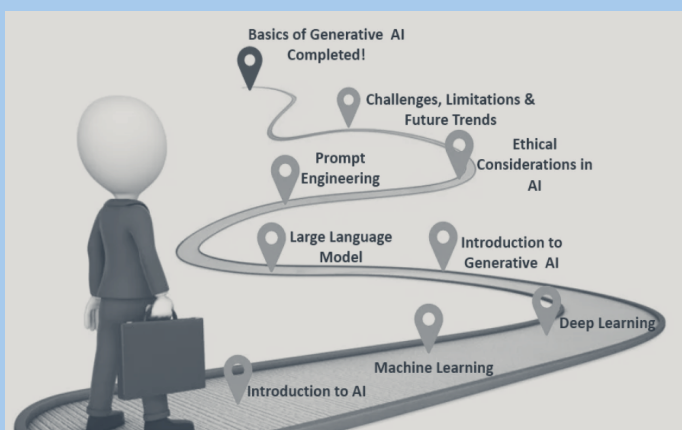 Basics of Generative AI
Completed!
Challenges, Limitations &
Future Trends
Ethical
Considerations in
AI
Prompt
Engineering
Large Language
Model
Introduction to
Generative AI
Deep Learning
Machine Learning
Introduction to AI